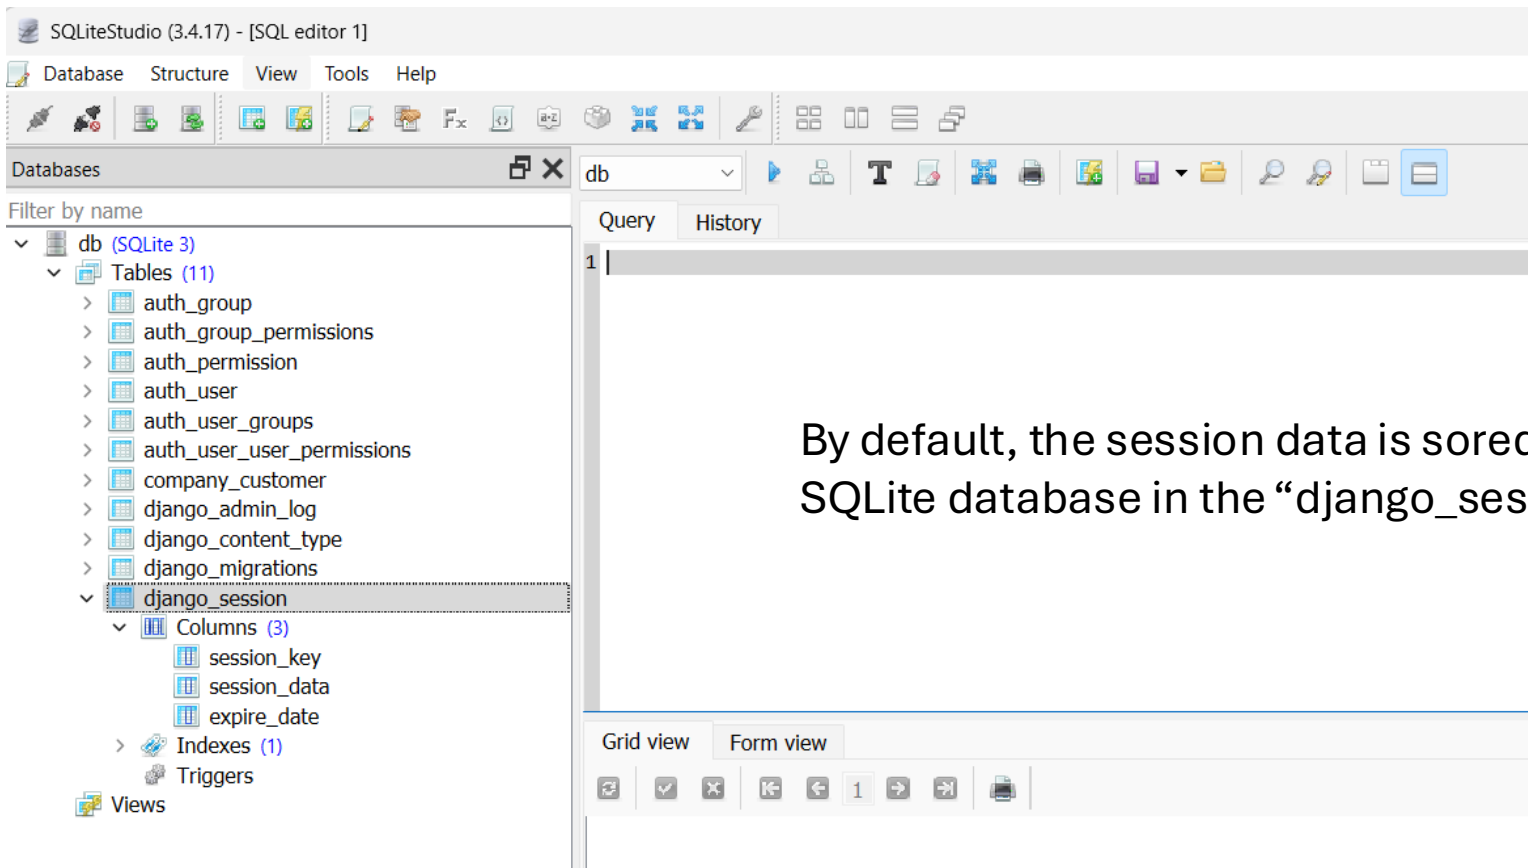 SQLiteStudio (3.4.17) - [SQL editor 1]
Database Structure View Tools Help
Databases
db
Filter by name
Query History
db (SQLite 3)
1
Tables (11)
auth_group
auth_group_permissions
auth_permission
auth_user
auth_user_groups
auth_user_user_permissions
company_customer
django_admin_log
django_content_type
django_migrations
django_session
Columns (3)
session_key
session_data
expire_date
Indexes (1)
Triggers
Views
By default, the session data is sored
SQLite database in the “django_ses
Grid view Form view
1